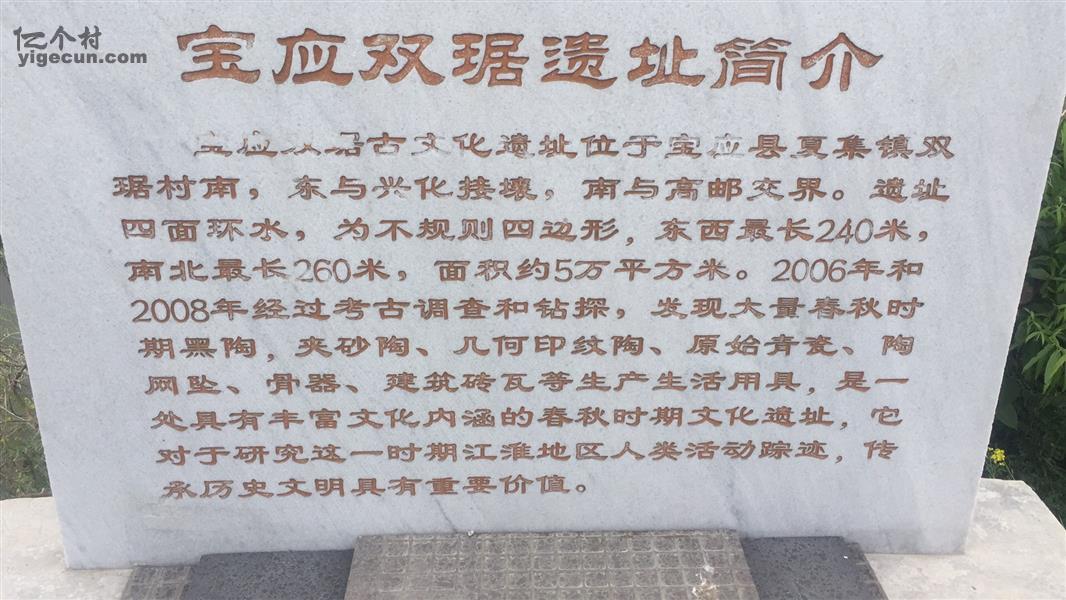 亿个村
yigecun.com
宝应双琚遗址简介
宝应双琚古文化遗址位于宝应县夏集镇双
琚村南，东与兴化接壤，南与高邮交界。遗址
四面环水，为不规则四边形，东西最长240米，
南北最长260米，面积约5万平方米。2006年和
2008年经过考古调查和钻探，发现大量春秋时
期黑陶，夹砂陶、几何印纹陶、原始青瓷、陶
网坠、骨器、建筑砖瓦等生产生活用具，是一
处具有丰富文化内涵的春秋时期文化遗址，它
对于研究这一时期江淮地区人类活动踪迹，传
承历史文明具有重要价值。